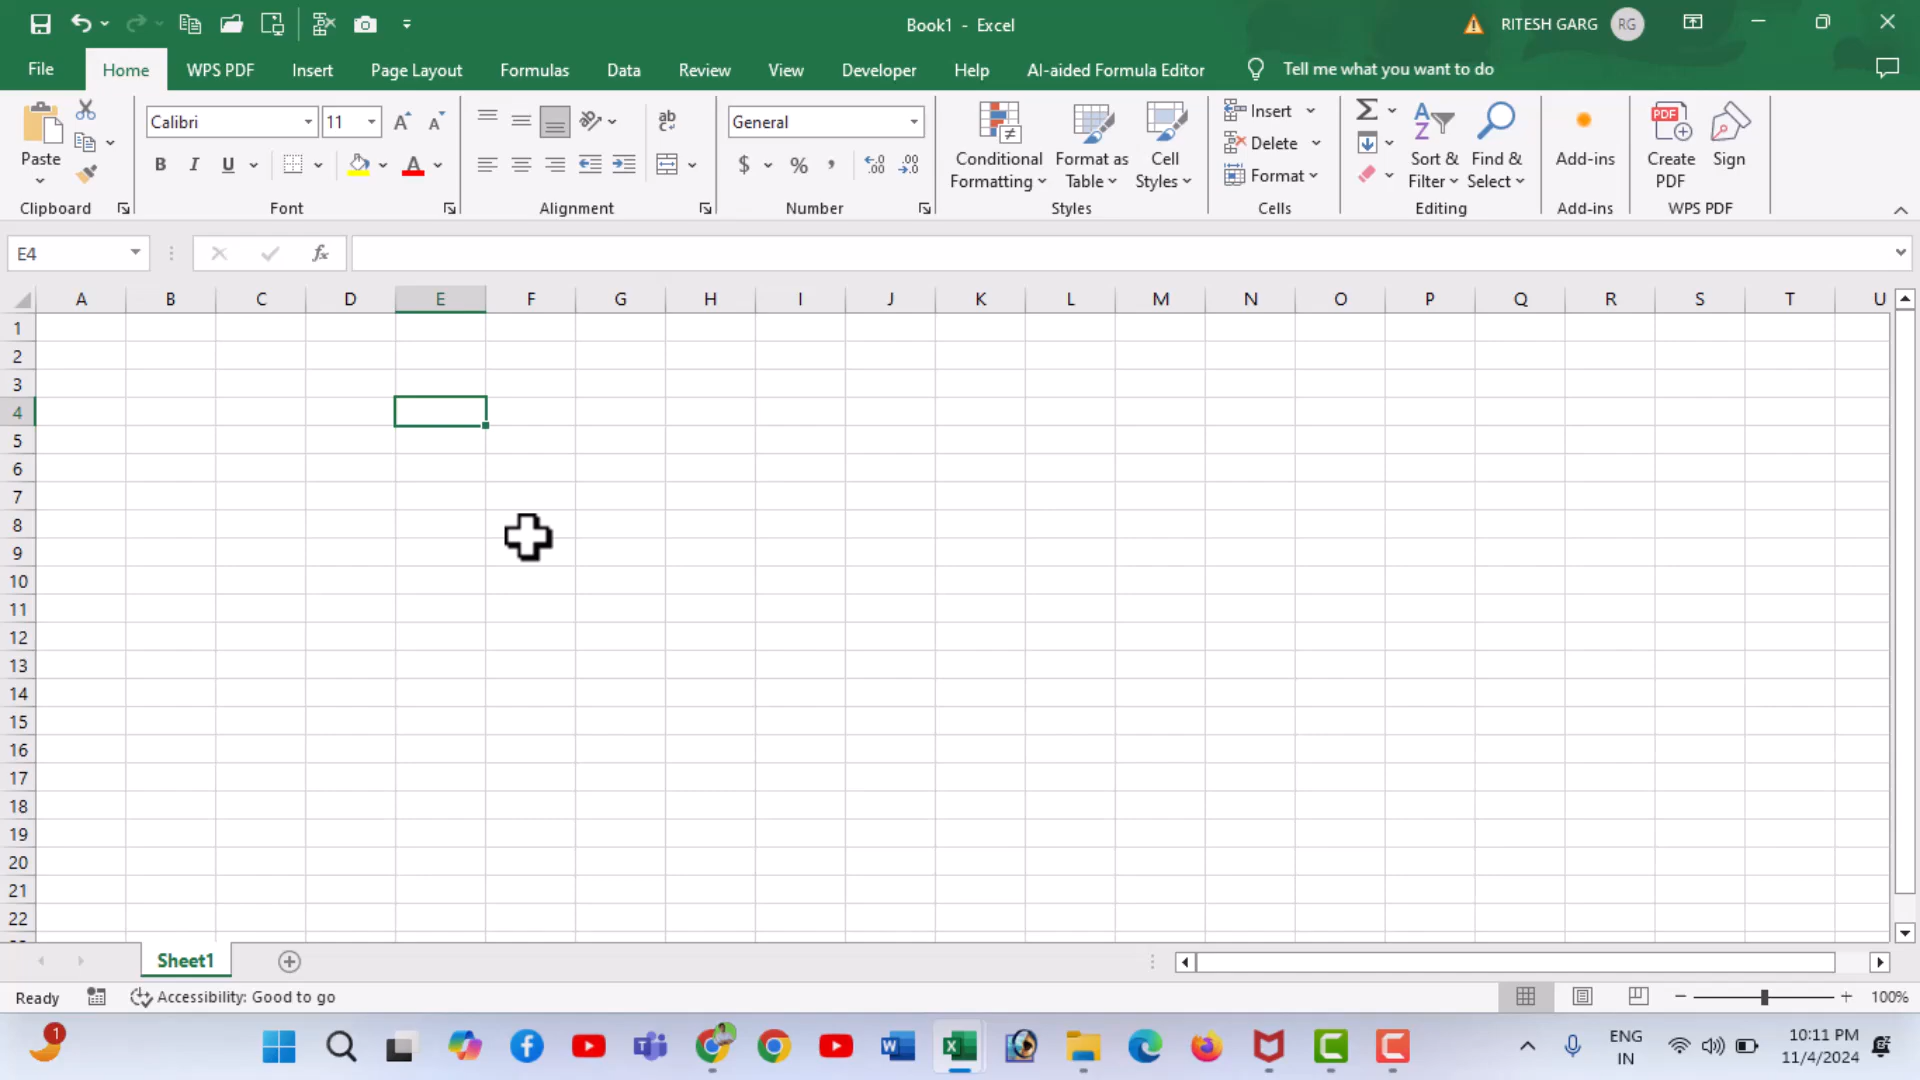 Book1 - Excel
RITESH GARG
RG
File
Home
WPS PDF
Insert
Page Layout
Formulas
Data
Review
View
Developer
Help
AI-aided Formula Editor
Tell me what you want to do
Paste
Clipboard
Calibri
11
Font
Alignment
ab
General
$ % ,
Number
Conditional Formatting
Format as Table
Cell Styles
Styles
Insert
Delete
Format
Cells
Sort & Filter
Find & Select
Editing
Add-ins
Add-ins
PDF
Create PDF
Sign
WPS PDF
E4
fx
A B C D E F G H I J K L M N O P Q R S T U
1
2
3
4
5
6
7
8
9
10
11
12
13
14
15
16
17
18
19
20
21
22
Sheet1
Ready
Accessibility: Good to go
100%
1
ENG
IN
10:11 PM
11/4/2024